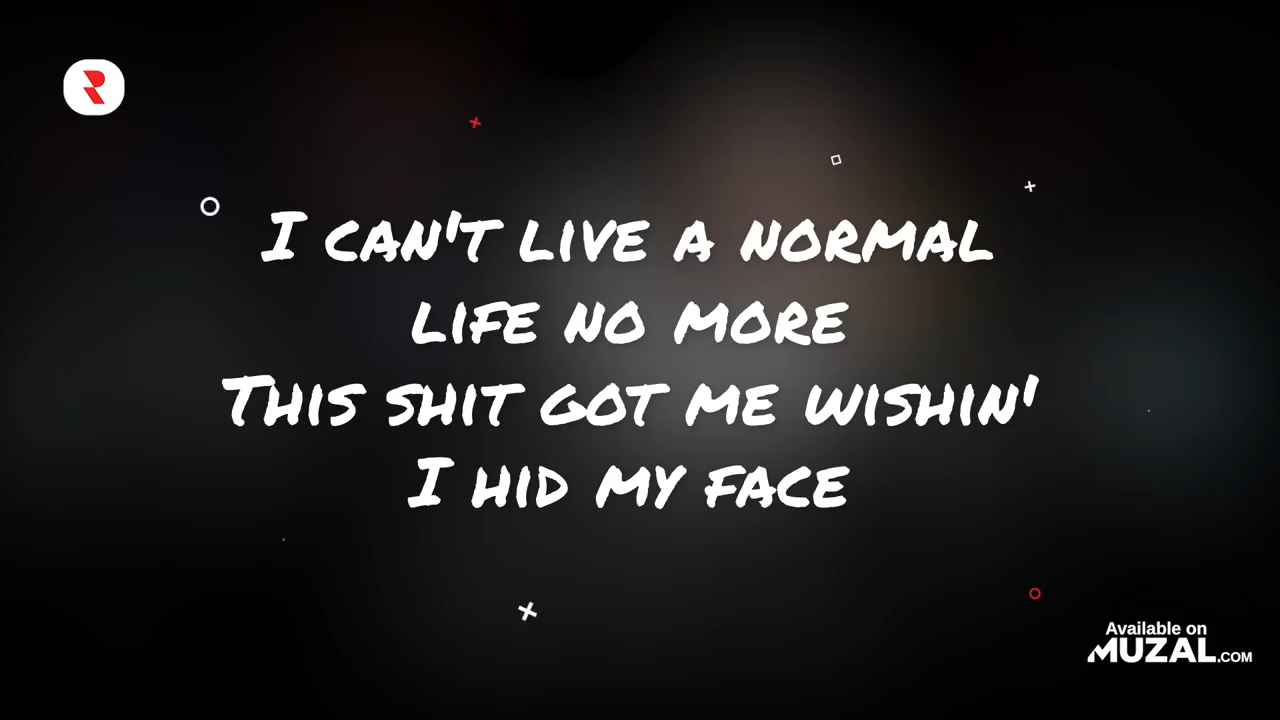 I CAN'T LIVE A NORMAL
LIFE NO MORE
THIS SHIT GOT ME WISHIN'
I HID MY FACE
Available on
MUZAL.COM